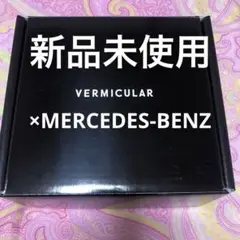 新品未使用
VERMICULAR
×MERCEDES-BENZ